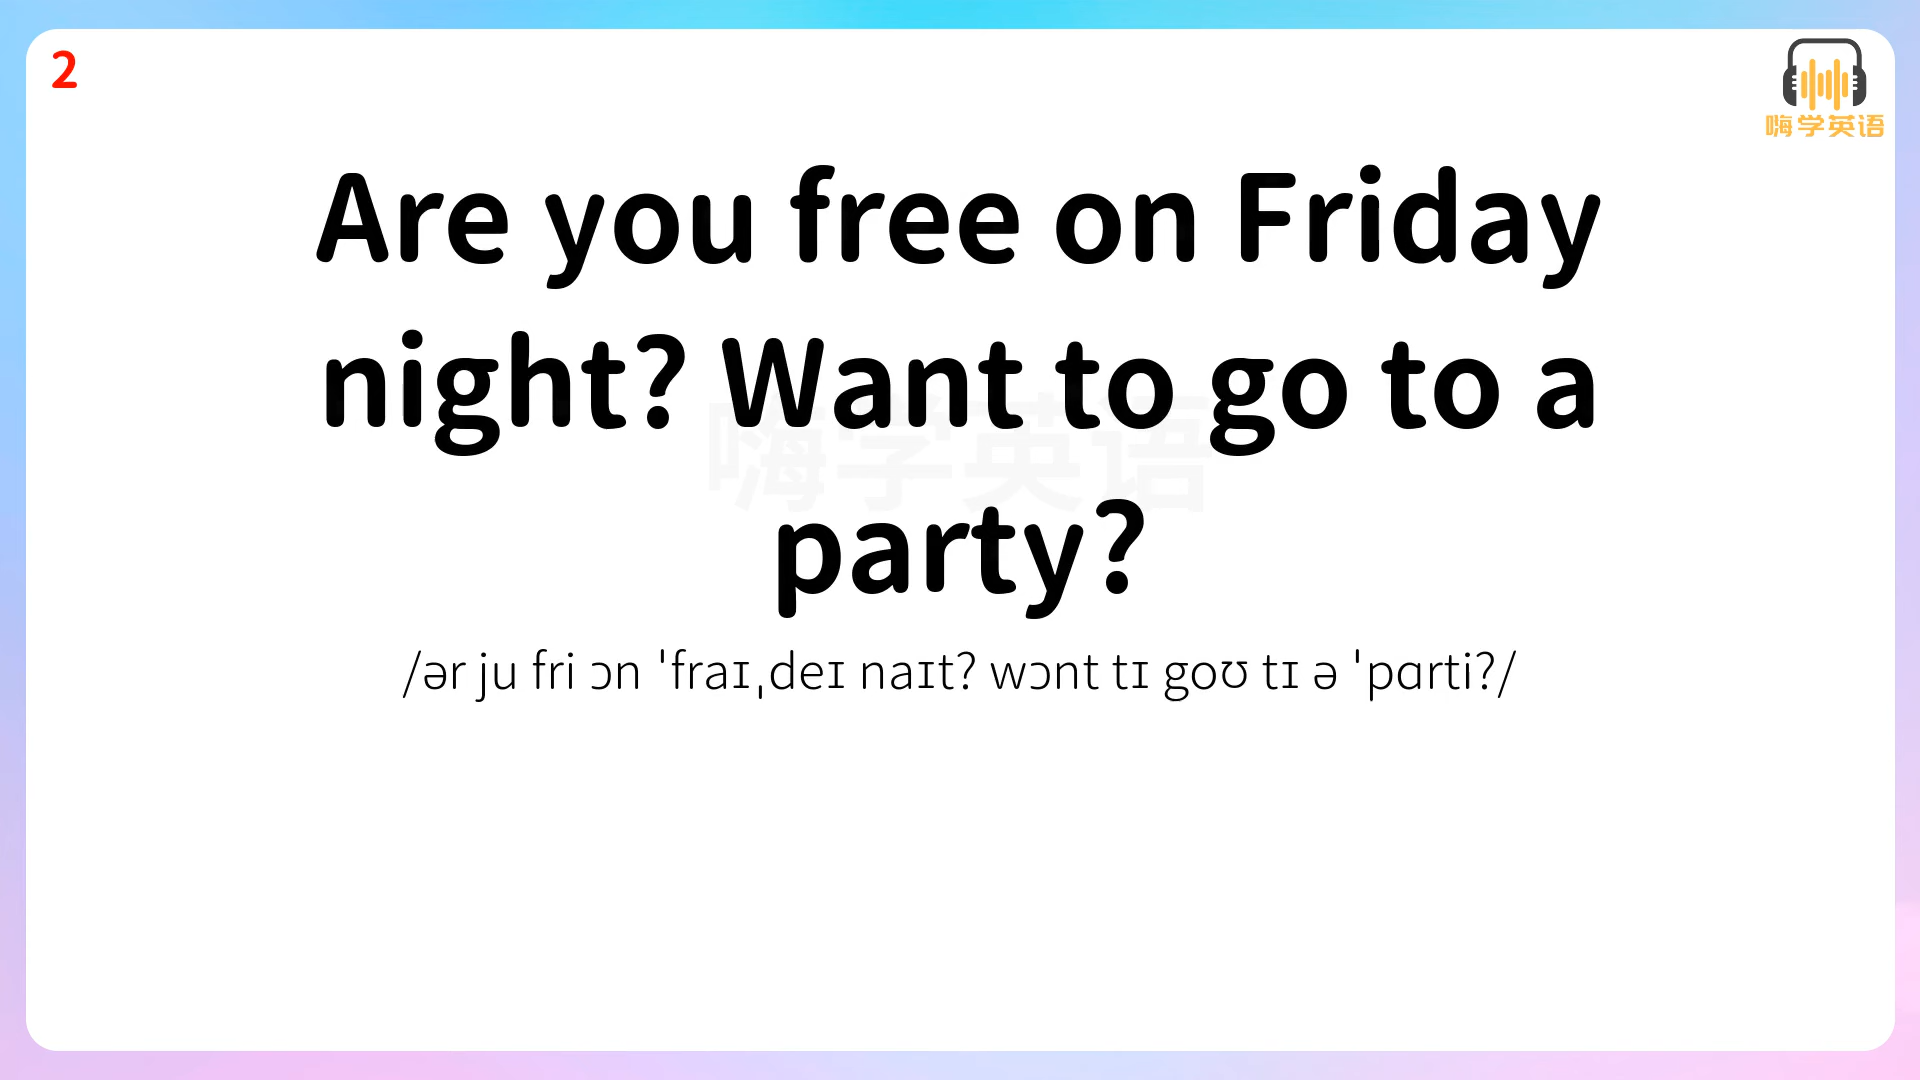 2
嗨学英语
Are you free on Friday
night? Want to go to a
嗨学英语
party?
/ər ju fri ɔn ˈfraɪˌdeɪ naɪt? wɔnt tɪ goʊ tɪ ə ˈpɑrti?/